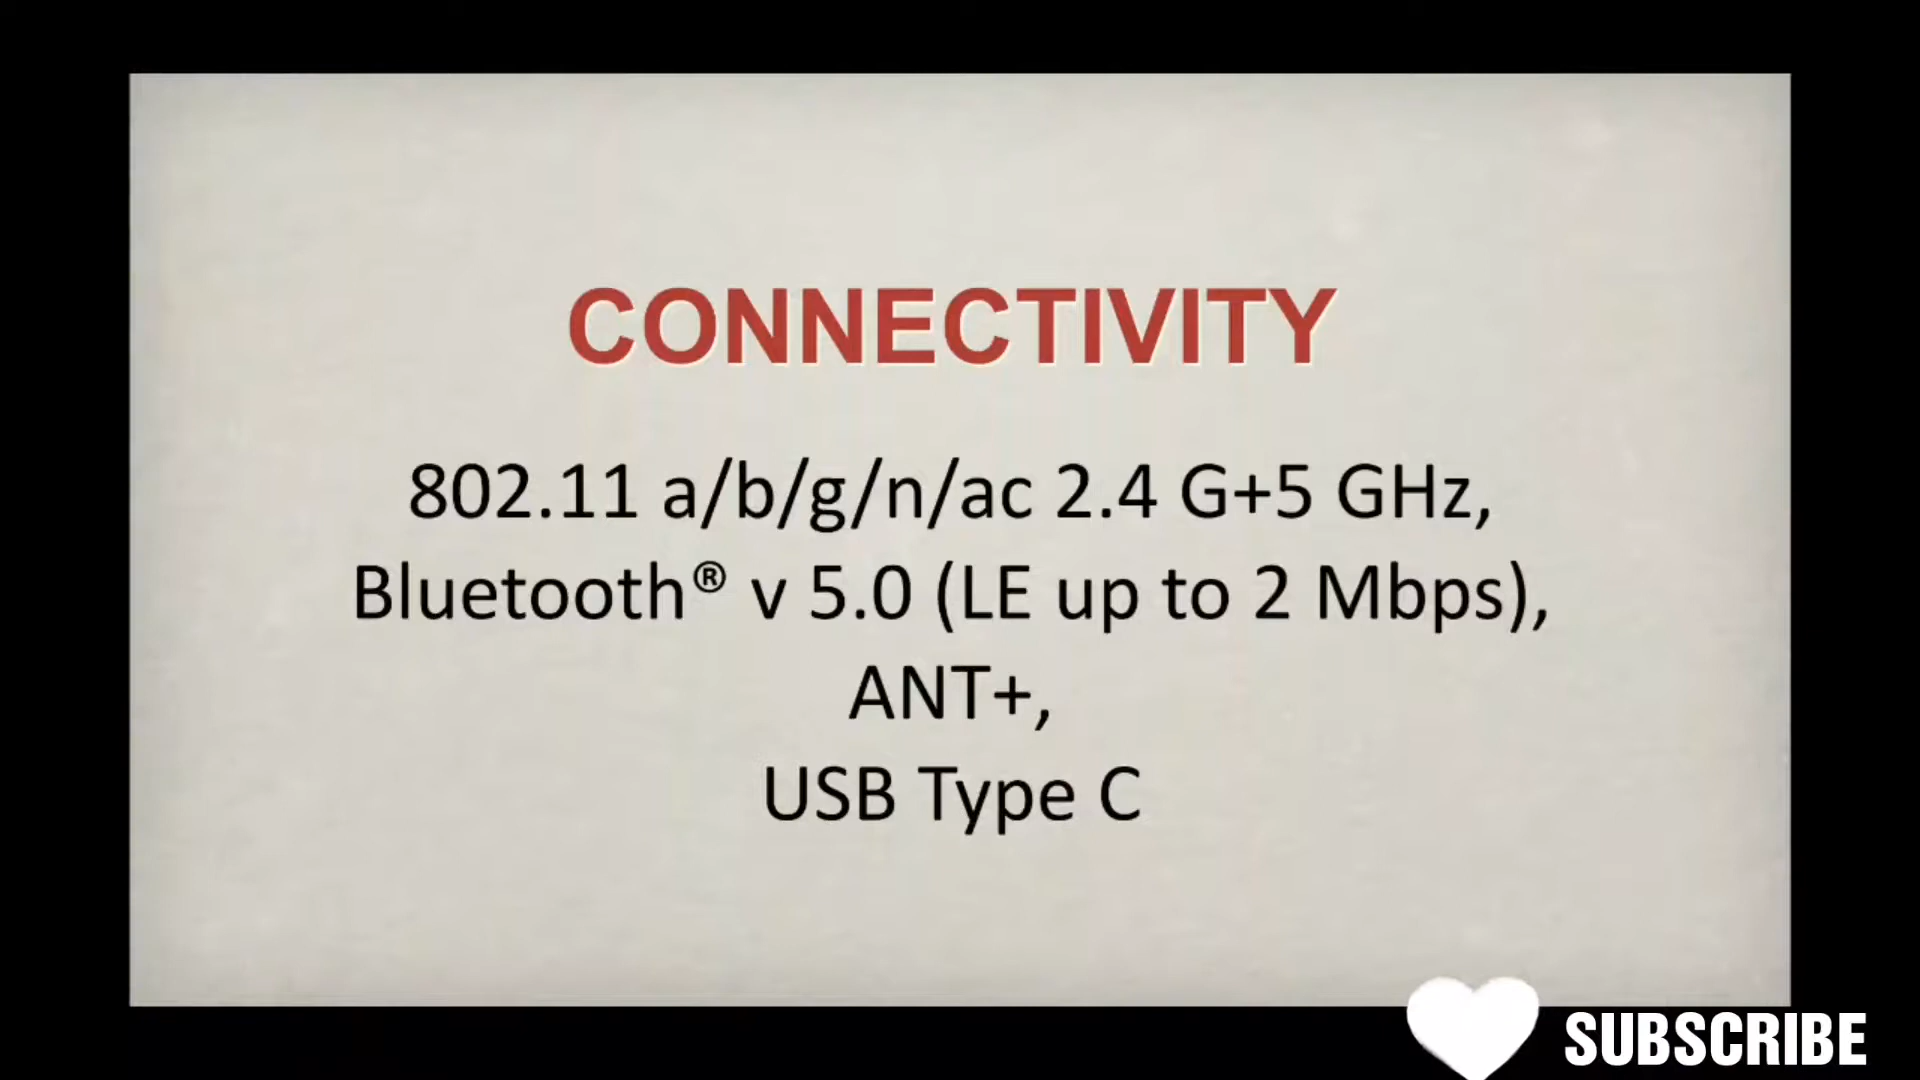 CONNECTIVITY
802.11 a/b/g/n/ac 2.4 G+5 GHz,
Bluetooth® v 5.0 (LE up to 2 Mbps),
ANT+,
USB Type C
SUBSCRIBE